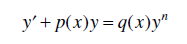 y′ + p(x)y = q(x)yⁿ